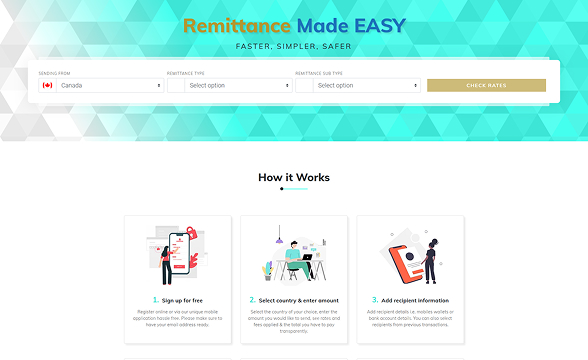 Remittance Made EASY
FASTER, SIMPLER, SAFER
SENDING FROM
REMITTANCE TYPE
REMITTANCE SUB TYPE
Canada
Select option
Select option
CHECK RATES
How it Works
1. Sign up for free
Register online or via our unique mobile
application hassle free. Please make sure to
have your email address ready.
2. Select country & enter amount
Select the country of your choice, enter the
amount you would like to send, see rates and
fees applied & the total you have to pay
transparently.
3. Add recipient information
Add recipient details i.e. mobiles wallets or
bank account details. You can also select
recipients from previous transactions.